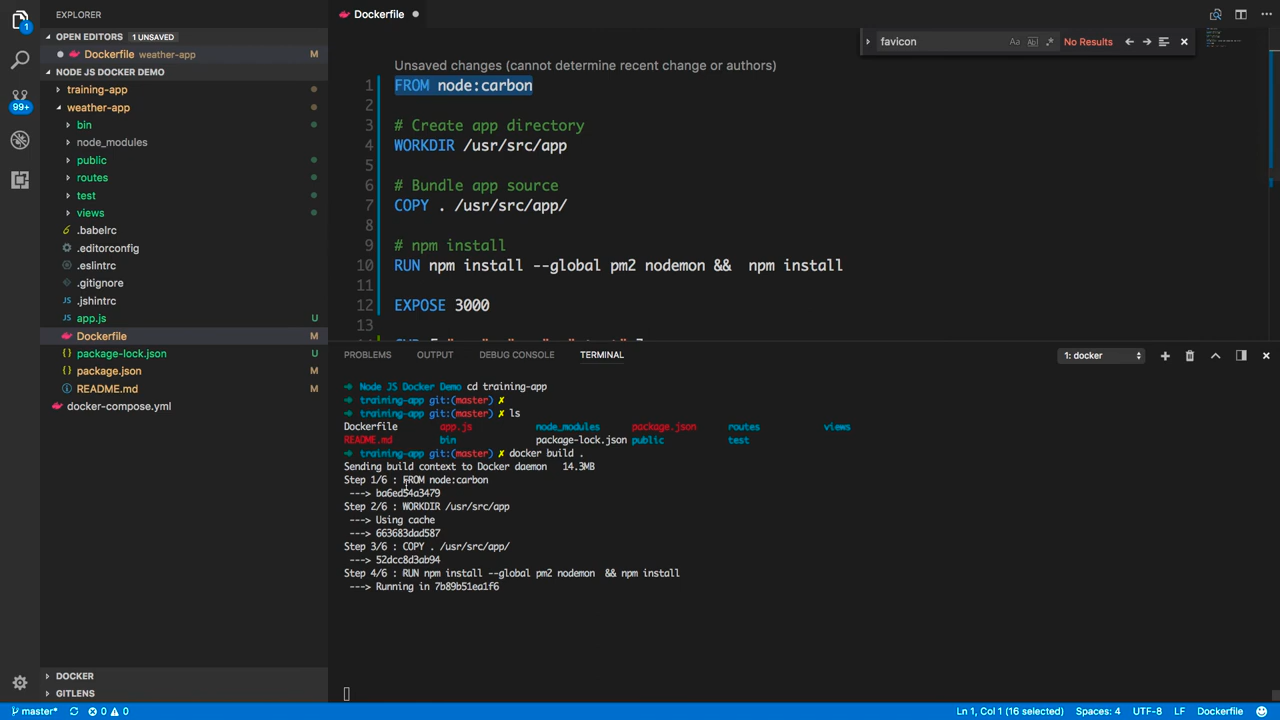 EXPLORER
OPEN EDITORS 1 UNSAVED
Dockerfile weather-app M
NODE JS DOCKER DEMO
training-app
weather-app
bin
node_modules
public
routes
test
views
.babelrc
.editorconfig
.eslintrc
.gitignore
.jshintrc
JS app.js U
Dockerfile M
{} package-lock.json U
{} package.json M
README.md M
docker-compose.yml
DOCKER
GITLENS
1
99+
Dockerfile
favicon Aa Ab| .* No Results
Unsaved changes (cannot determine recent change or authors)
1 FROM node:carbon
2
3 # Create app directory
4 WORKDIR /usr/src/app
5
6 # Bundle app source
7 COPY . /usr/src/app/
8
9 # npm install
10 RUN npm install --global pm2 nodemon &&  npm install
11
12 EXPOSE 3000
13
PROBLEMS OUTPUT DEBUG CONSOLE TERMINAL 1: docker
Node JS Docker Demo cd training-app
training-app git:(master) ✗
training-app git:(master) ✗ ls
Dockerfile app.js node_modules package.json routes views
README.md bin package-lock.json public test
training-app git:(master) ✗ docker build .
Sending build context to Docker daemon 14.3MB
Step 1/6 : FROM node:carbon
---> ba6ed54a3479
Step 2/6 : WORKDIR /usr/src/app
---> Using cache
---> 663683dad587
Step 3/6 : COPY . /usr/src/app/
---> 52dcc8d3ab94
Step 4/6 : RUN npm install --global pm2 nodemon  && npm install
---> Running in 7b89b51ea1f6
master* 0 0 Ln 1, Col 1 (16 selected) Spaces: 4 UTF-8 LF Dockerfile